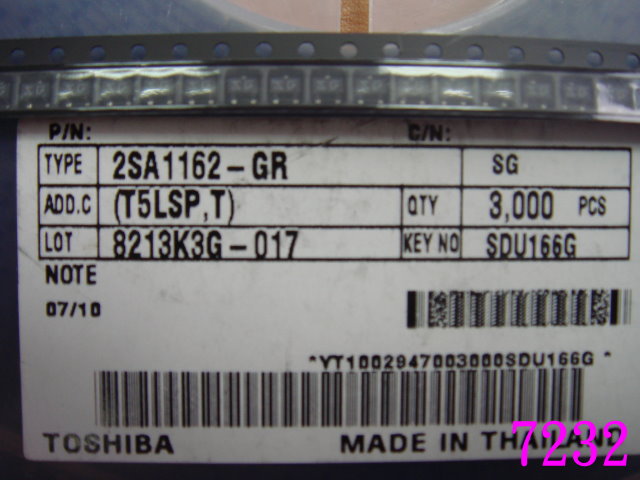 P/N: C/N:
TYPE 2SA1162-GR SG
ADD.C (T5LSP,T) QTY 3,000 PCS
LOT 8213K3G-017 KEY NO SDU166G
NOTE
07/10
*YT1002947003000SDU166G *
TOSHIBA MADE IN THAILAND
7232